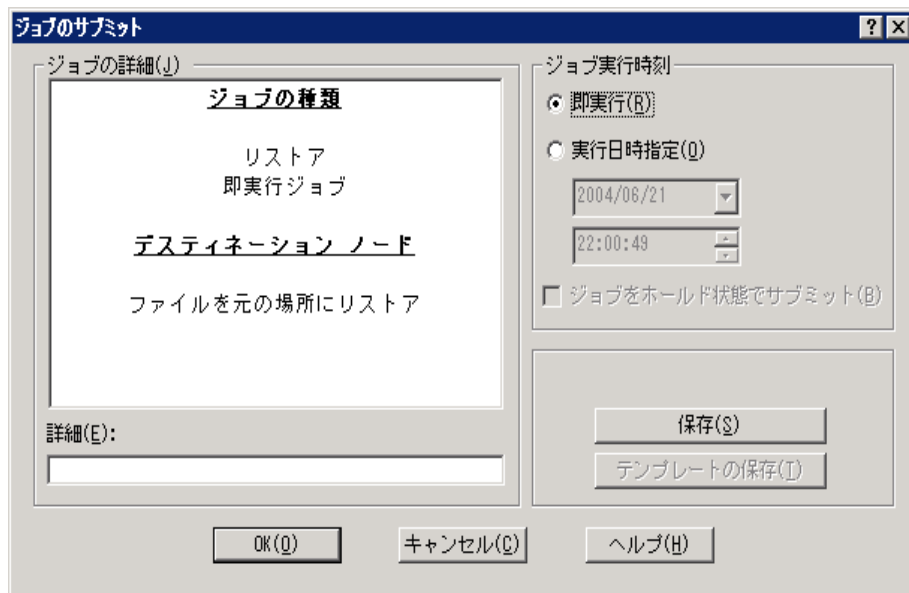 ジョブのサブミット
ジョブの詳細(J)
ジョブの種類
リストア
即実行ジョブ
デスティネーション ノード
ファイルを元の場所にリストア
詳細(E):
ジョブ実行時刻
即実行(R)
実行日時指定(O)
2004/06/21
22:00:49
ジョブをホールド状態でサブミット(B)
保存(S)
テンプレートの保存(T)
OK(O)
キャンセル(C)
ヘルプ(H)